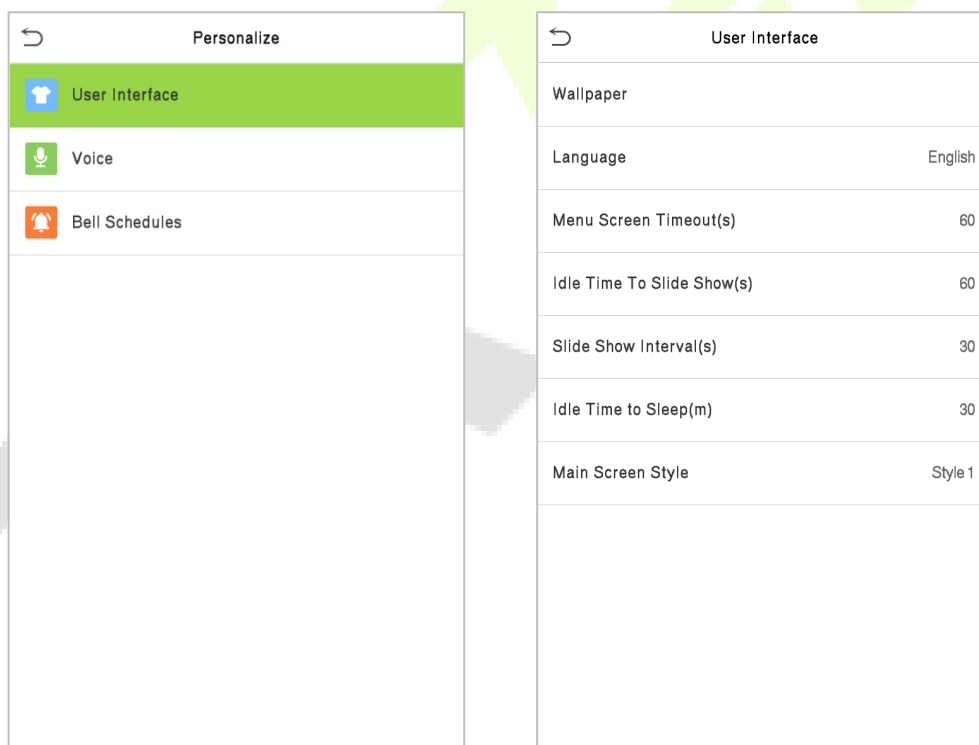 Personalize
User Interface
Voice
Bell Schedules
User Interface
Wallpaper
Language English
Menu Screen Timeout(s) 60
Idle Time To Slide Show(s) 60
Slide Show Interval(s) 30
Idle Time to Sleep(m) 30
Main Screen Style Style 1